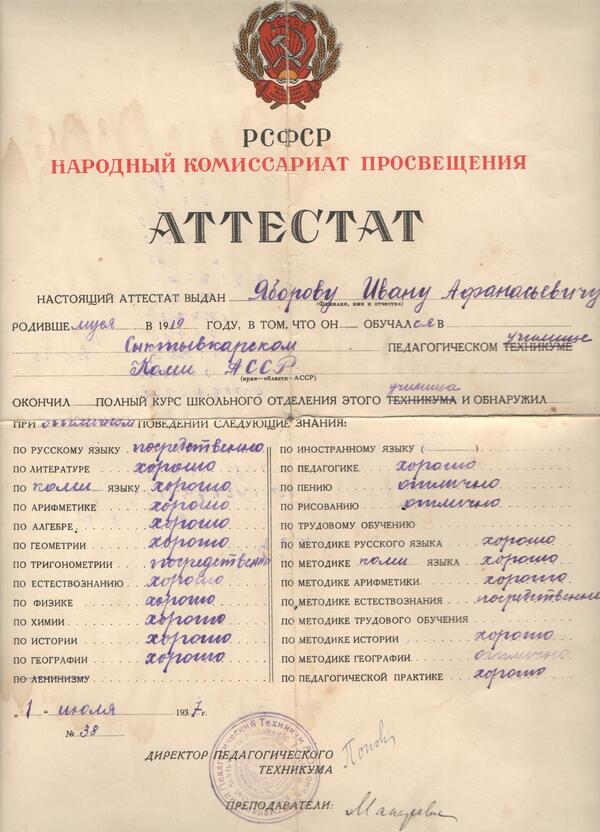 РСФСР
НАРОДНЫЙ КОМИССАРИАТ ПРОСВЕЩЕНИЯ
АТТЕСТАТ
НАСТОЯЩИЙ АТТЕСТАТ ВЫДАН Яборову Ивану Афанасьевичу
(Фамилия, имя и отчество)
РОДИВШЕмуся В 1919 ГОДУ, В ТОМ, ЧТО ОН ОБУЧАЛся В
училище
Сыктывкарском ПЕДАГОГИЧЕСКОМ ТЕХНИКУМЕ
Коми АССР
(края—области—АССР)
училища
ОКОНЧИЛ ПОЛНЫЙ КУРС ШКОЛЬНОГО ОТДЕЛЕНИЯ ЭТОГО ТЕХНИКУМА И ОБНАРУЖИЛ
ПРИ отличном ПОВЕДЕНИИ СЛЕДУЮЩИЕ ЗНАНИЯ:
ПО РУССКОМУ ЯЗЫКУ посредственно
ПО ЛИТЕРАТУРЕ хорошо
ПО коми ЯЗЫКУ хорошо
ПО АРИФМЕТИКЕ хорошо
ПО АЛГЕБРЕ хорошо
ПО ГЕОМЕТРИИ хорошо
ПО ТРИГОНОМЕТРИИ посредственно
ПО ЕСТЕСТВОЗНАНИЮ хорошо
ПО ФИЗИКЕ хорошо
ПО ХИМИИ хорошо
ПО ИСТОРИИ хорошо
ПО ГЕОГРАФИИ хорошо
ПО ЛЕНИНИЗМУ
ПО ИНОСТРАННОМУ ЯЗЫКУ ( )
ПО ПЕДАГОГИКЕ хорошо
ПО ПЕНИЮ отлично
ПО РИСОВАНИЮ отлично
ПО ТРУДОВОМУ ОБУЧЕНИЮ
ПО МЕТОДИКЕ РУССКОГО ЯЗЫКА хорошо
ПО МЕТОДИКЕ коми ЯЗЫКА хорошо
ПО МЕТОДИКЕ АРИФМЕТИКИ хорошо
ПО МЕТОДИКЕ ЕСТЕСТВОЗНАНИЯ посредственно
ПО МЕТОДИКЕ ТРУДОВОГО ОБУЧЕНИЯ
ПО МЕТОДИКЕ ИСТОРИИ хорошо
ПО МЕТОДИКЕ ГЕОГРАФИИ отлично
ПО ПЕДАГОГИЧЕСКОЙ ПРАКТИКЕ хорошо
„1" июля 1937 г.
№ 38
ДИРЕКТОР ПЕДАГОГИЧЕСКОГО
ТЕХНИКУМА
ПРЕПОДАВАТЕЛИ: